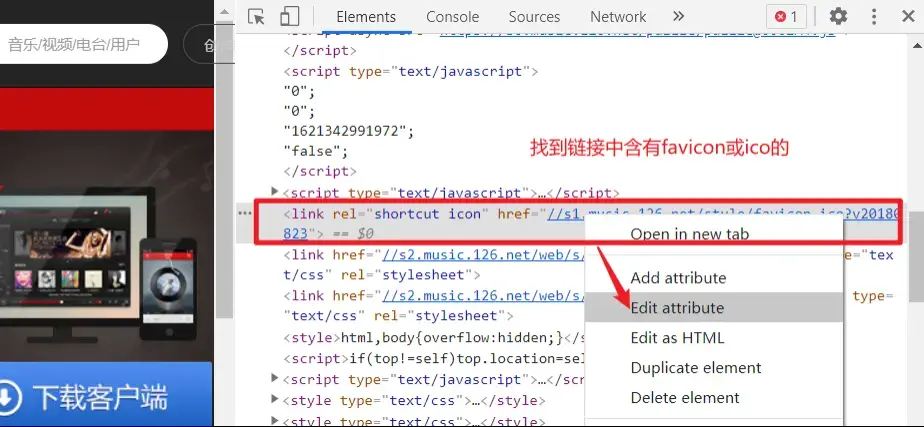 音乐/视频/电台/用户
下载客户端
Elements Console Sources Network 1
</script>
<script type="text/javascript">
"0";
"0";
"1621342991972";
"false";
</script>
找到链接中含有favicon或ico的
<script type="text/javascript">…</script>
<link rel="shortcut icon" href="//s1.music.126.net/style/favicon.ico?v20180
823"> == $0
<link href="//s2.music.126.net/web/s/ ="tex
t/css" rel="stylesheet">
<link href="//s2.music.126.net/web/s/ type=
"text/css" rel="stylesheet">
<style>html,body{overflow:hidden;}</s
<script>if(top!=self)top.location=sel
<script type="text/javascript">…</scr
<style type="text/css">…</style>
<style type="text/css">…</style>
Open in new tab
Add attribute
Edit attribute
Edit as HTML
Duplicate element
Delete element